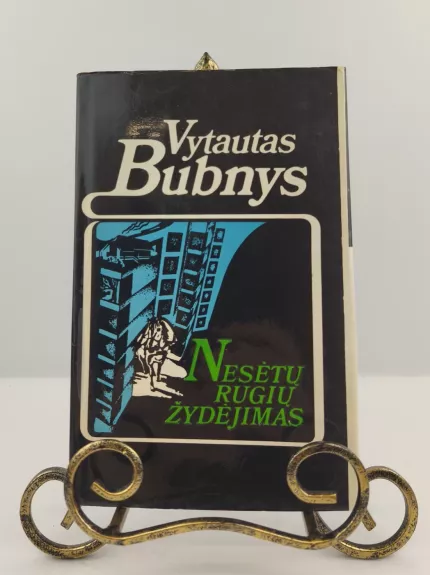 Vytautas
Bubnys
NESĖTŲ
RUGIŲ
ŽYDĖJIMAS